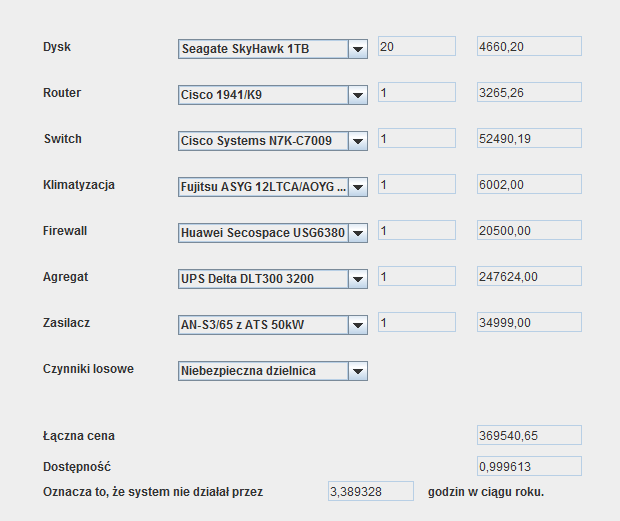 Dysk Seagate SkyHawk 1TB 20 4660,20
Router Cisco 1941/K9 1 3265,26
Switch Cisco Systems N7K-C7009 1 52490,19
Klimatyzacja Fujitsu ASYG 12LTCA/AOYG ... 1 6002,00
Firewall Huawei Secospace USG6380 1 20500,00
Agregat UPS Delta DLT300 3200 1 247624,00
Zasilacz AN-S3/65 z ATS 50kW 1 34999,00
Czynniki losowe Niebezpieczna dzielnica
Łączna cena 369540,65
Dostępność 0,999613
Oznacza to, że system nie działał przez 3,389328 godzin w ciągu roku.